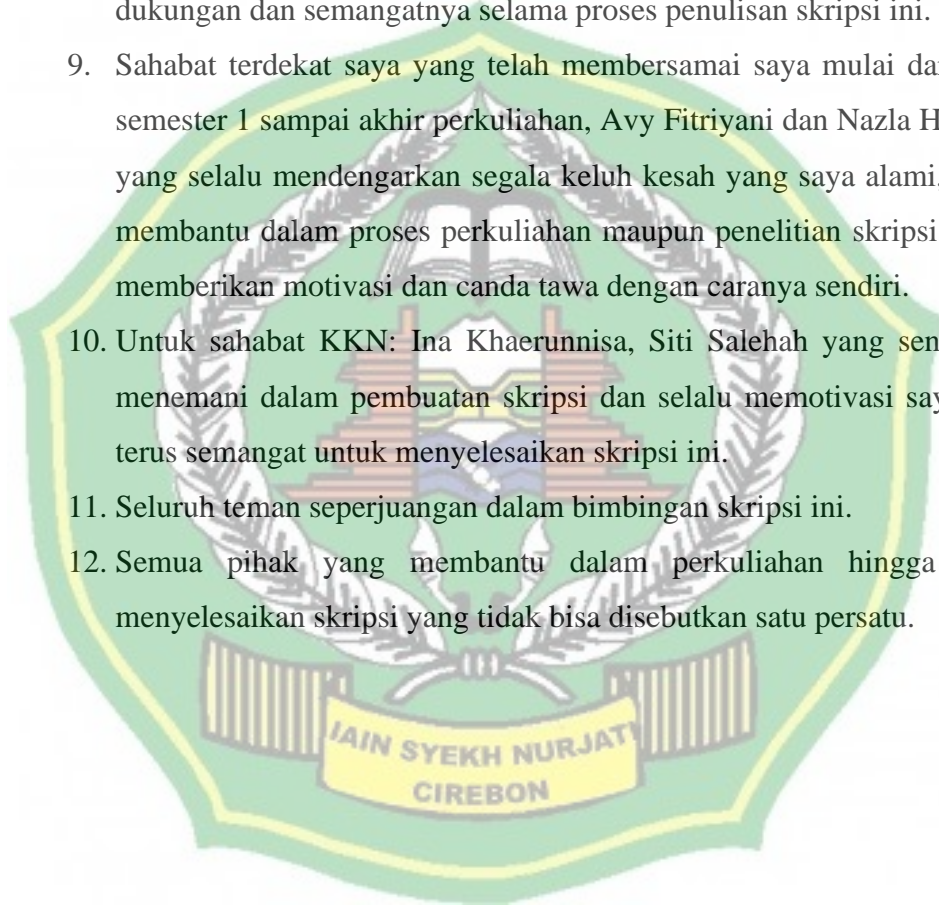 dukungan dan semangatnya selama proses penulisan skripsi ini.
9. Sahabat terdekat saya yang telah membersamai saya mulai
semester 1 sampai akhir perkuliahan, Avy Fitriyani dan Nazla
yang selalu mendengarkan segala keluh kesah yang saya alami,
membantu dalam proses perkuliahan maupun penelitian skripsi
memberikan motivasi dan canda tawa dengan caranya sendiri.
10. Untuk sahabat KKN: Ina Khaerunnisa, Siti Salehah yang
menemani dalam pembuatan skripsi dan selalu memotivasi
terus semangat untuk menyelesaikan skripsi ini.
11. Seluruh teman seperjuangan dalam bimbingan skripsi ini.
12. Semua pihak yang membantu dalam perkuliahan hingga
menyelesaikan skripsi yang tidak bisa disebutkan satu persatu.
IAIN SYEKH NURJATI
CIREBON